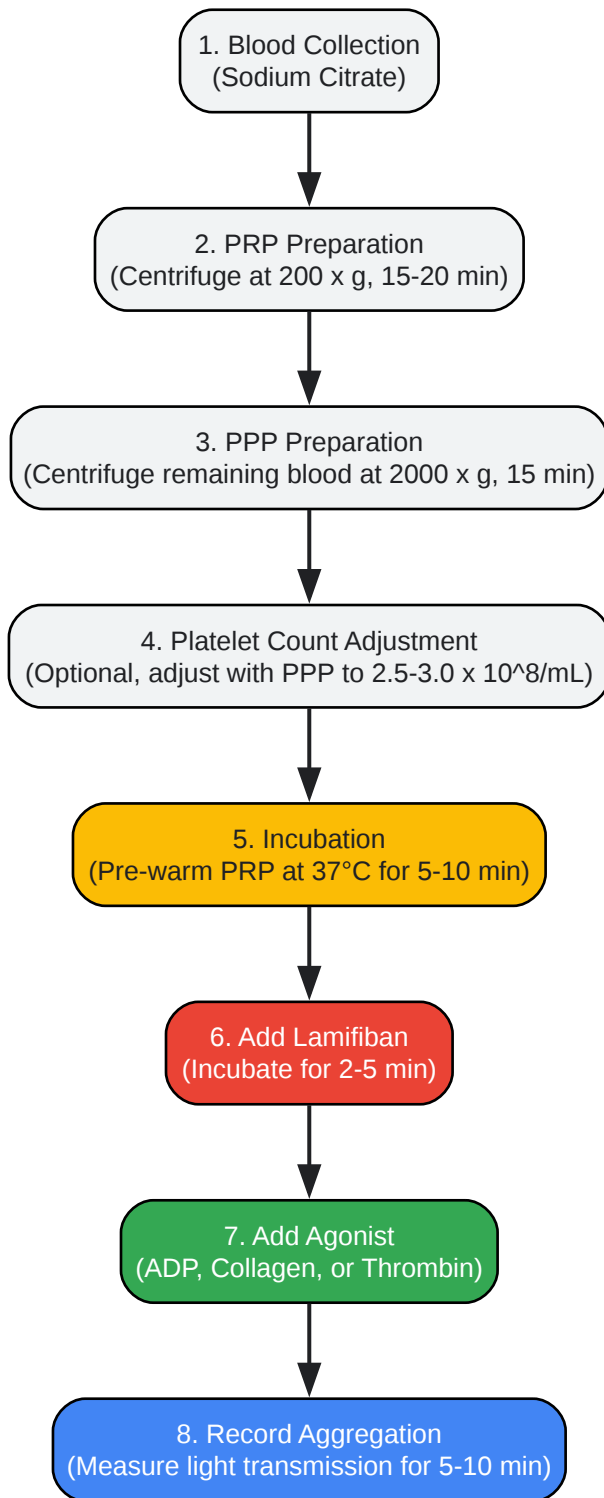 1. Blood Collection
(Sodium Citrate)
2. PRP Preparation
(Centrifuge at 200 x g, 15-20 min)
3. PPP Preparation
(Centrifuge remaining blood at 2000 x g, 15 min)
4. Platelet Count Adjustment
(Optional, adjust with PPP to 2.5-3.0 x 10^8/mL)
5. Incubation
(Pre-warm PRP at 37°C for 5-10 min)
6. Add Lamifiban
(Incubate for 2-5 min)
7. Add Agonist
(ADP, Collagen, or Thrombin)
8. Record Aggregation
(Measure light transmission for 5-10 min)